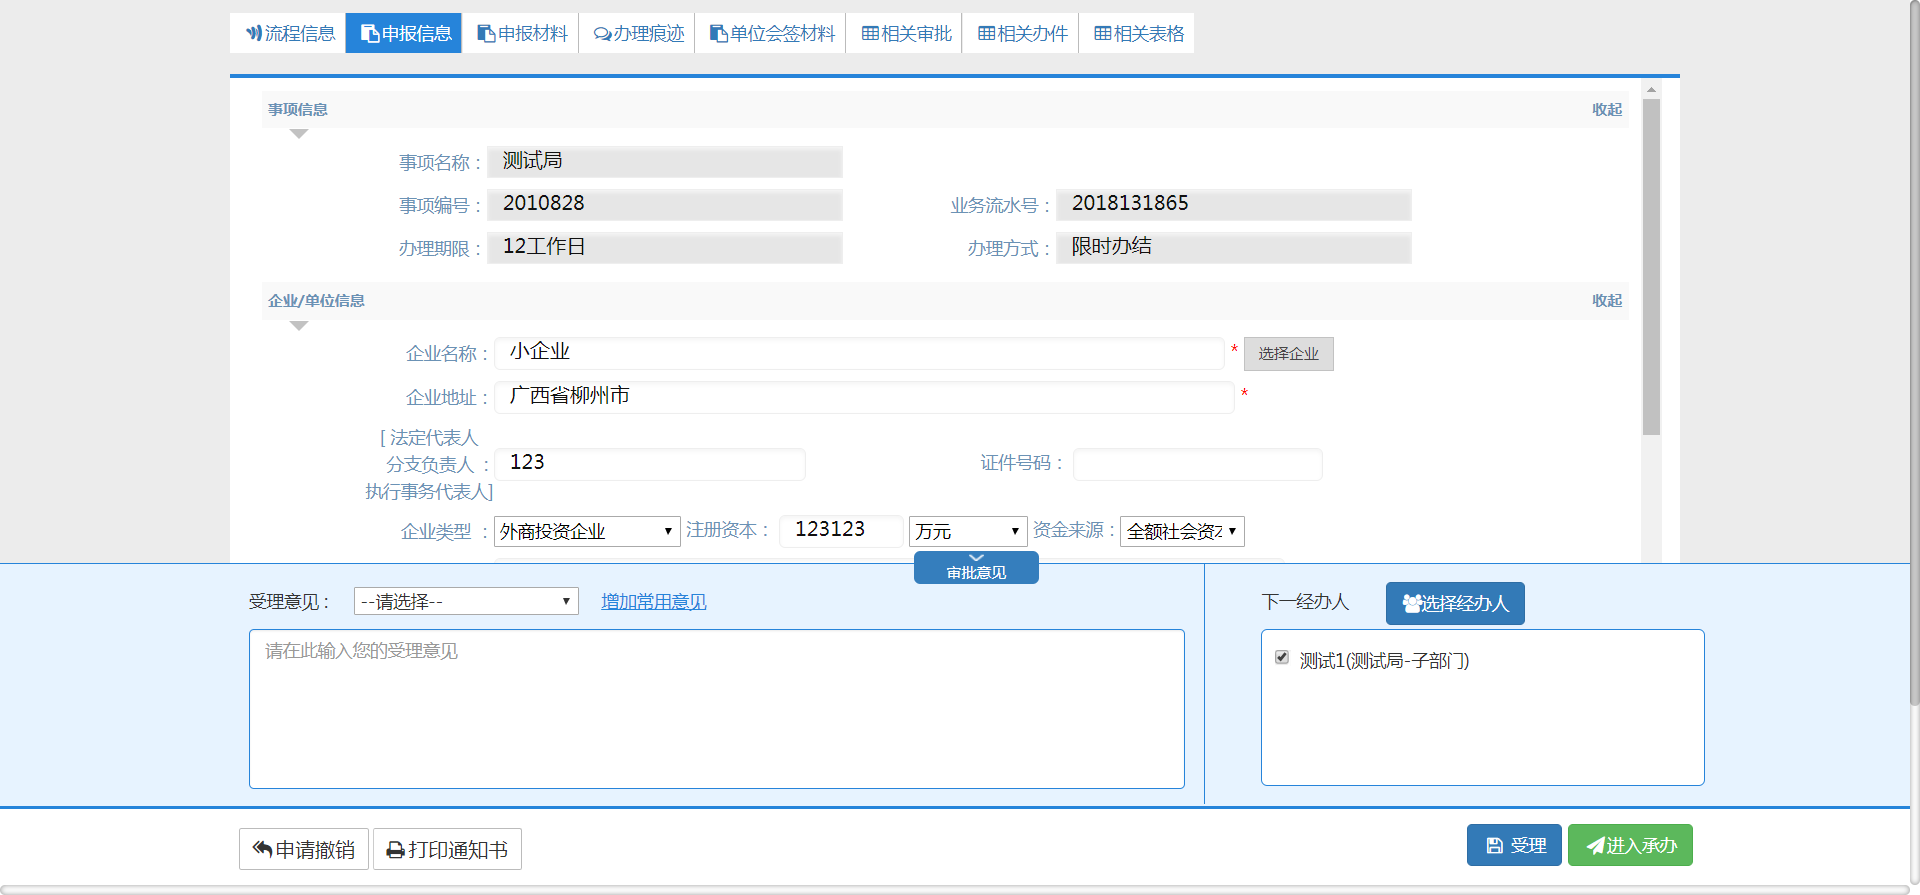 流程信息 申报信息 申报材料 办理痕迹 单位会签材料 相关审批 相关办件 相关表格
事项信息 收起
事项名称： 测试局
事项编号： 2010828 业务流水号： 2018131865
办理期限： 12工作日 办理方式： 限时办结
企业/单位信息 收起
企业名称： 小企业 * 选择企业
企业地址： 广西省柳州市 *
[ 法定代表人
分支负责人 ： 123 证件号码：
执行事务代表人]
企业类型 ： 外商投资企业 注册资本： 123123 万元 资金来源： 全额社会资
审批意见
受理意见： --请选择-- 增加常用意见 下一经办人 选择经办人
请在此输入您的受理意见
测试1(测试局-子部门)
申请撤销 打印通知书 受理 进入承办